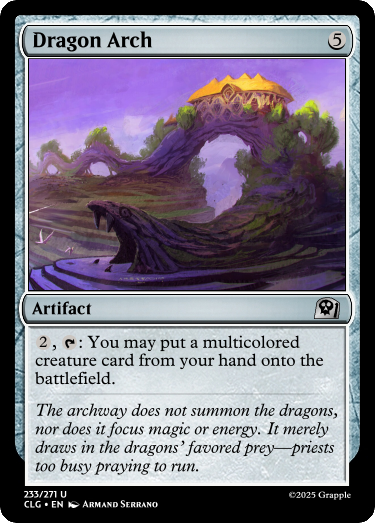 Dragon Arch 5
Artifact
2, : You may put a multicolored
creature card from your hand onto the
battlefield.
The archway does not summon the dragons,
nor does it focus magic or energy. It merely
draws in the dragons’ favored prey—priests
too busy praying to run.
233/271 U
CLG • EN Armand Serrano
©2025 Grapple